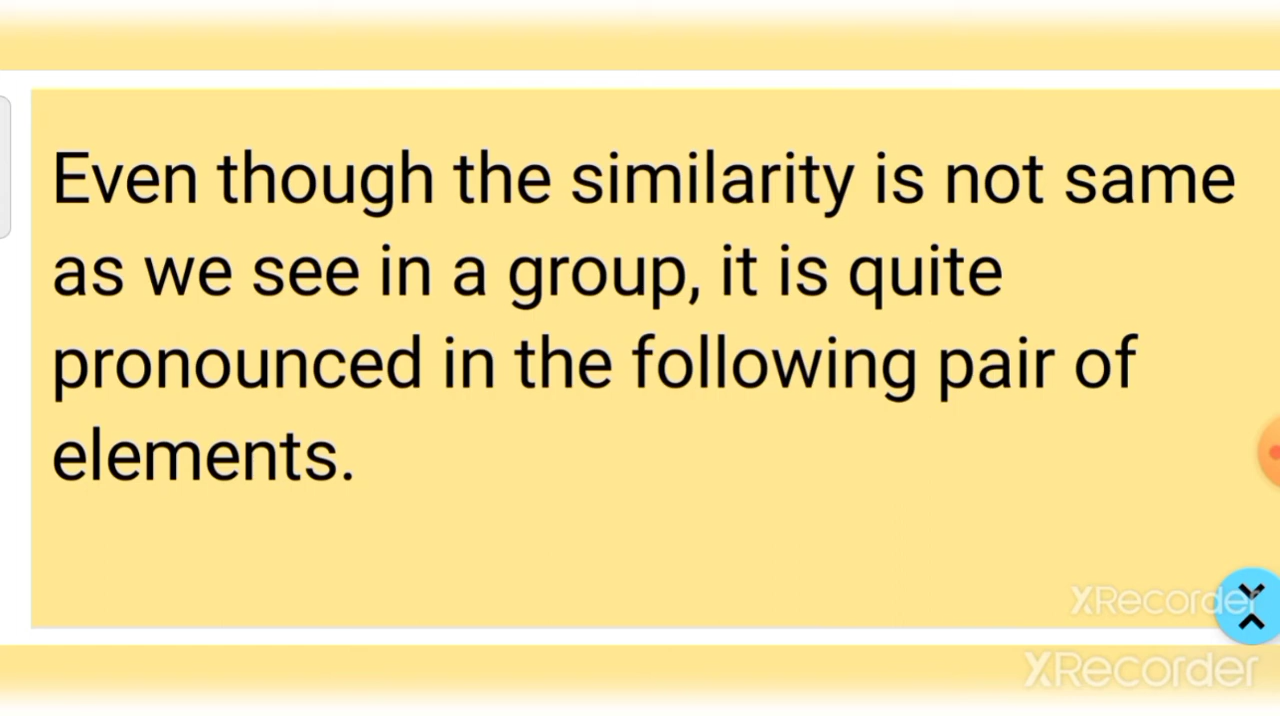 Even though the similarity is not same
as we see in a group, it is quite
pronounced in the following pair of
elements.
XRecorder
XRecorder